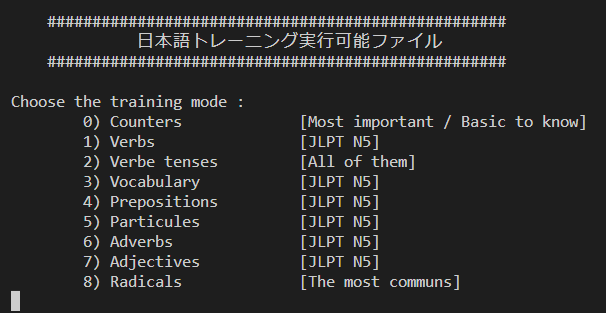 ###################################################
日本語トレーニング実行可能ファイル
###################################################
Choose the training mode :
0) Counters [Most important / Basic to know]
1) Verbs [JLPT N5]
2) Verbe tenses [All of them]
3) Vocabulary [JLPT N5]
4) Prepositions [JLPT N5]
5) Particules [JLPT N5]
6) Adverbs [JLPT N5]
7) Adjectives [JLPT N5]
8) Radicals [The most communs]